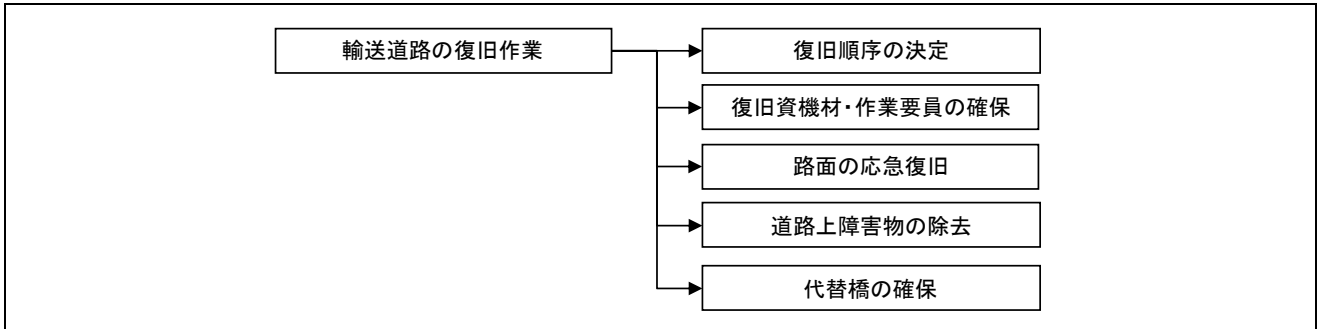 輸送道路の復旧作業
復旧順序の決定
復旧資機材・作業要員の確保
路面の応急復旧
道路上障害物の除去
代替橋の確保